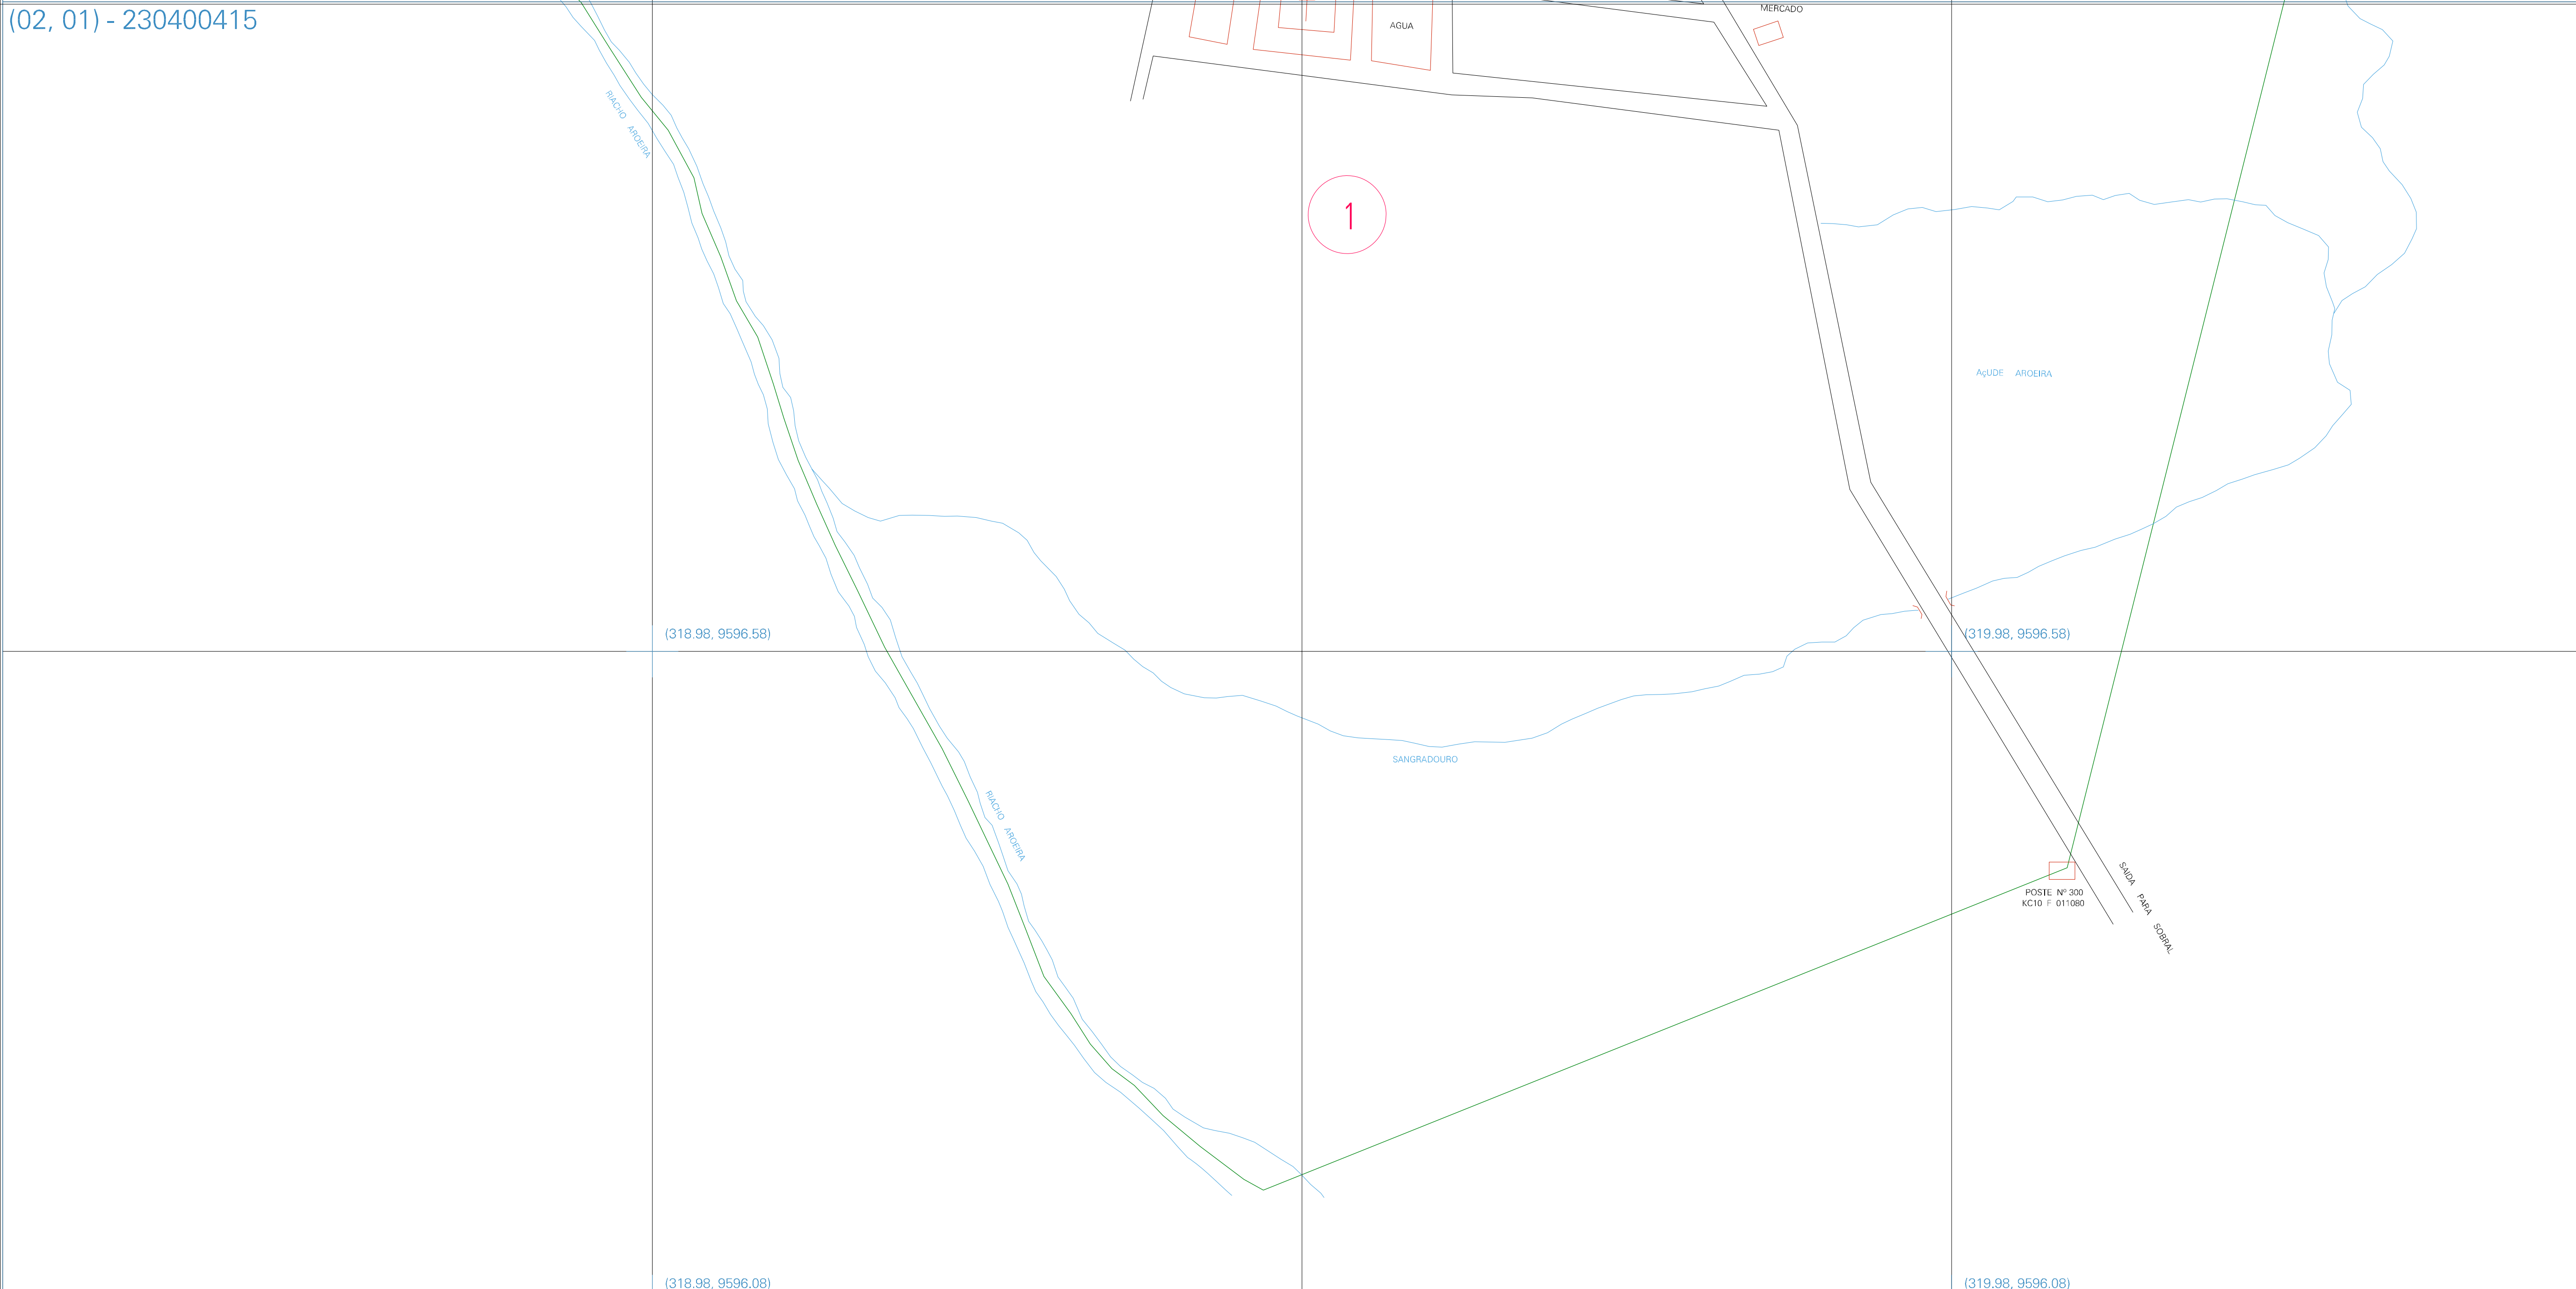 (02, 01) - 230400415
MERCADO
AGUA
RIACHO AROEIRA
1
AçUDE AROEIRA
(318.98, 9596.58)
(319.98, 9596.58)
SANGRADOURO
RIACHO AROEIRA
SAIDA PARA SOBRAL
POSTE Nº 300
KC10 F 011080
(318.98, 9596.08)
(319.98, 9596.08)